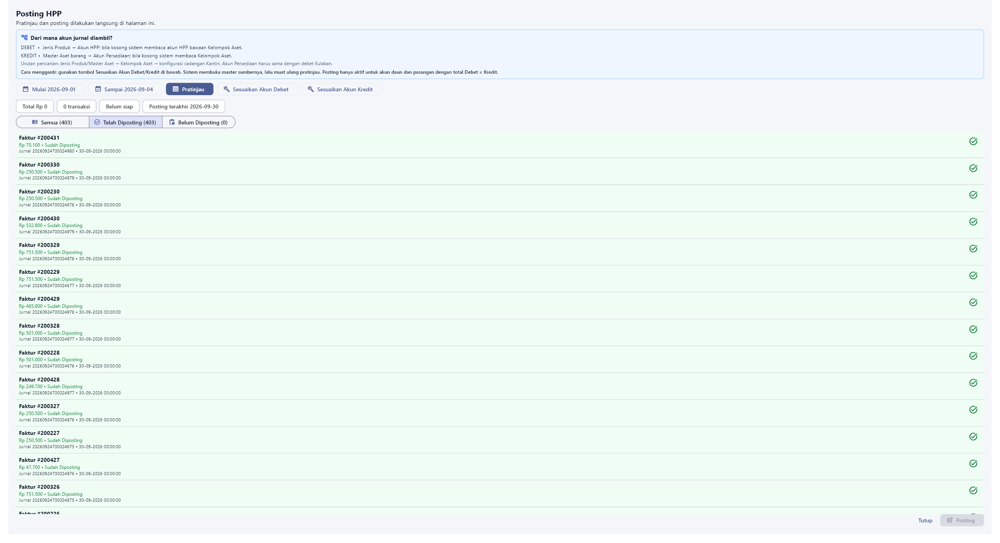 Posting HPP
Pratinjau dan posting dilakukan langsung di halaman ini.
Dari mana akun jurnal diambil?
DEBET • Jenis Produk → Akun HPP; bila kosong sistem membaca akun HPP bawaan Kelompok Aset.
KREDIT • Master Aset barang → Akun Persediaan; bila kosong sistem membaca Kelompok Aset.
Urutan pencarian: Jenis Produk/Master Aset → Kelompok Aset → konfigurasi cadangan Kantin. Akun Persediaan harus sama dengan debet Kulakan.
Cara mengganti: gunakan tombol Sesuaikan Akun Debet/Kredit di bawah. Sistem membuka master sumbernya, lalu muat ulang pratinjau. Posting hanya aktif untuk akun daun dan pasangan dengan total Debet = Kredit.
Mulai 2026-09-01 Sampai 2026-09-04 Pratinjau Sesuaikan Akun Debet Sesuaikan Akun Kredit
Total Rp 0 0 transaksi Belum siap Posting terakhir 2026-09-30
Semua (403) Telah Diposting (403) Belum Diposting (0)
Faktur #200431
Rp 70.100 • Sudah Diposting
Jurnal 20260924700024980 • 30-09-2026 00:00:00
Faktur #200330
Rp 250.500 • Sudah Diposting
Jurnal 20260924700024879 • 30-09-2026 00:00:00
Faktur #200230
Rp 250.500 • Sudah Diposting
Jurnal 20260924700024678 • 30-09-2026 00:00:00
Faktur #200430
Rp 532.800 • Sudah Diposting
Jurnal 20260924700024979 • 30-09-2026 00:00:00
Faktur #200329
Rp 751.500 • Sudah Diposting
Jurnal 20260924700024878 • 30-09-2026 00:00:00
Faktur #200229
Rp 751.500 • Sudah Diposting
Jurnal 20260924700024677 • 30-09-2026 00:00:00
Faktur #200429
Rp 465.800 • Sudah Diposting
Jurnal 20260924700024978 • 30-09-2026 00:00:00
Faktur #200328
Rp 501.000 • Sudah Diposting
Jurnal 20260924700024877 • 30-09-2026 00:00:00
Faktur #200228
Rp 501.000 • Sudah Diposting
Jurnal 20260924700024676 • 30-09-2026 00:00:00
Faktur #200428
Rp 249.700 • Sudah Diposting
Jurnal 20260924700024977 • 30-09-2026 00:00:00
Faktur #200327
Rp 250.500 • Sudah Diposting
Jurnal 20260924700024876 • 30-09-2026 00:00:00
Faktur #200227
Rp 250.500 • Sudah Diposting
Jurnal 20260924700024675 • 30-09-2026 00:00:00
Faktur #200427
Rp 47.700 • Sudah Diposting
Jurnal 20260924700024976 • 30-09-2026 00:00:00
Faktur #200326
Rp 751.500 • Sudah Diposting
Jurnal 20260924700024875 • 30-09-2026 00:00:00
Faktur #200226
Tutup Posting